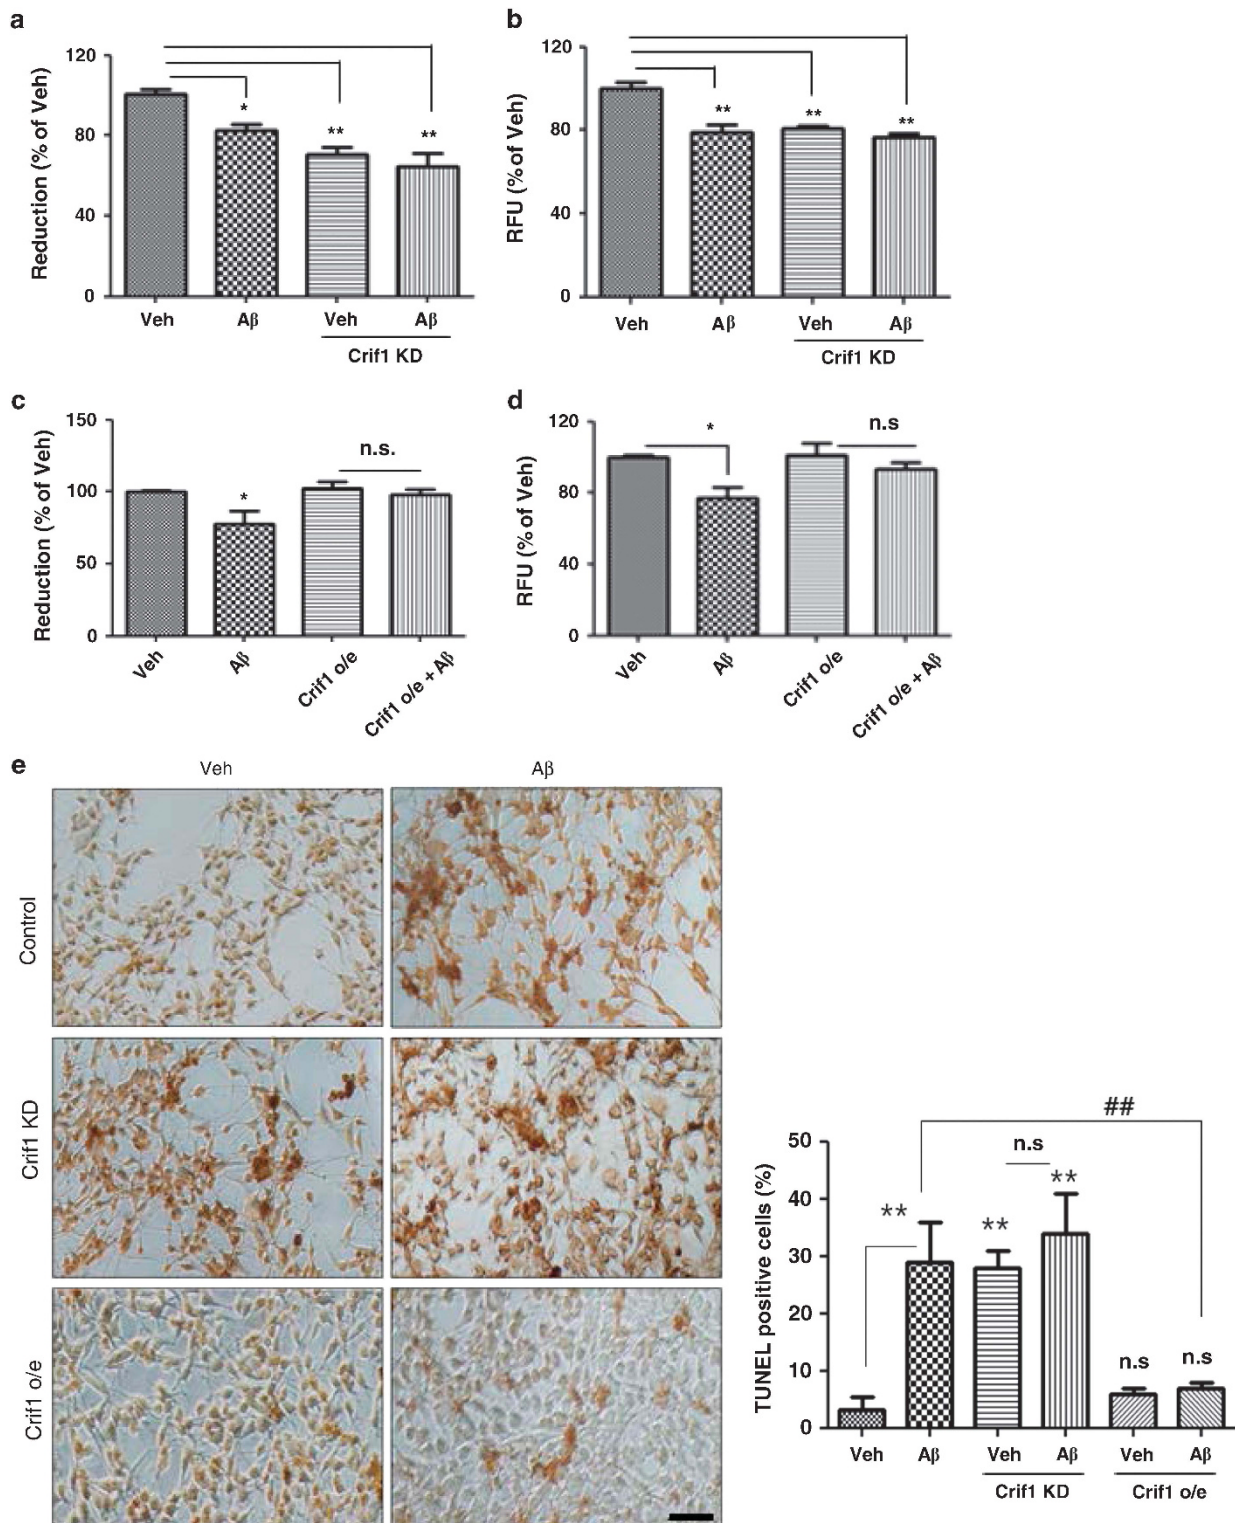 a
Reduction (% of Veh)
120
80
40
0
*
**
**
Veh
Aβ
Veh
Aβ
Crif1 KD
b
RFU (% of Veh)
120
80
40
0
**
**
**
Veh
Aβ
Veh
Aβ
Crif1 KD
c
Reduction (% of Veh)
150
100
50
0
*
n.s.
Veh
Aβ
Crif1 o/e
Crif1 o/e + Aβ
d
RFU (% of Veh)
120
80
40
0
*
n.s
Veh
Aβ
Crif1 o/e
Crif1 o/e + Aβ
e
Veh
Aβ
Control
Crif1 KD
Crif1 o/e
TUNEL positive cells (%)
50
40
30
20
10
0
##
n.s
**
**
**
n.s
n.s
Veh
Aβ
Veh
Aβ
Veh
Aβ
Crif1 KD
Crif1 o/e